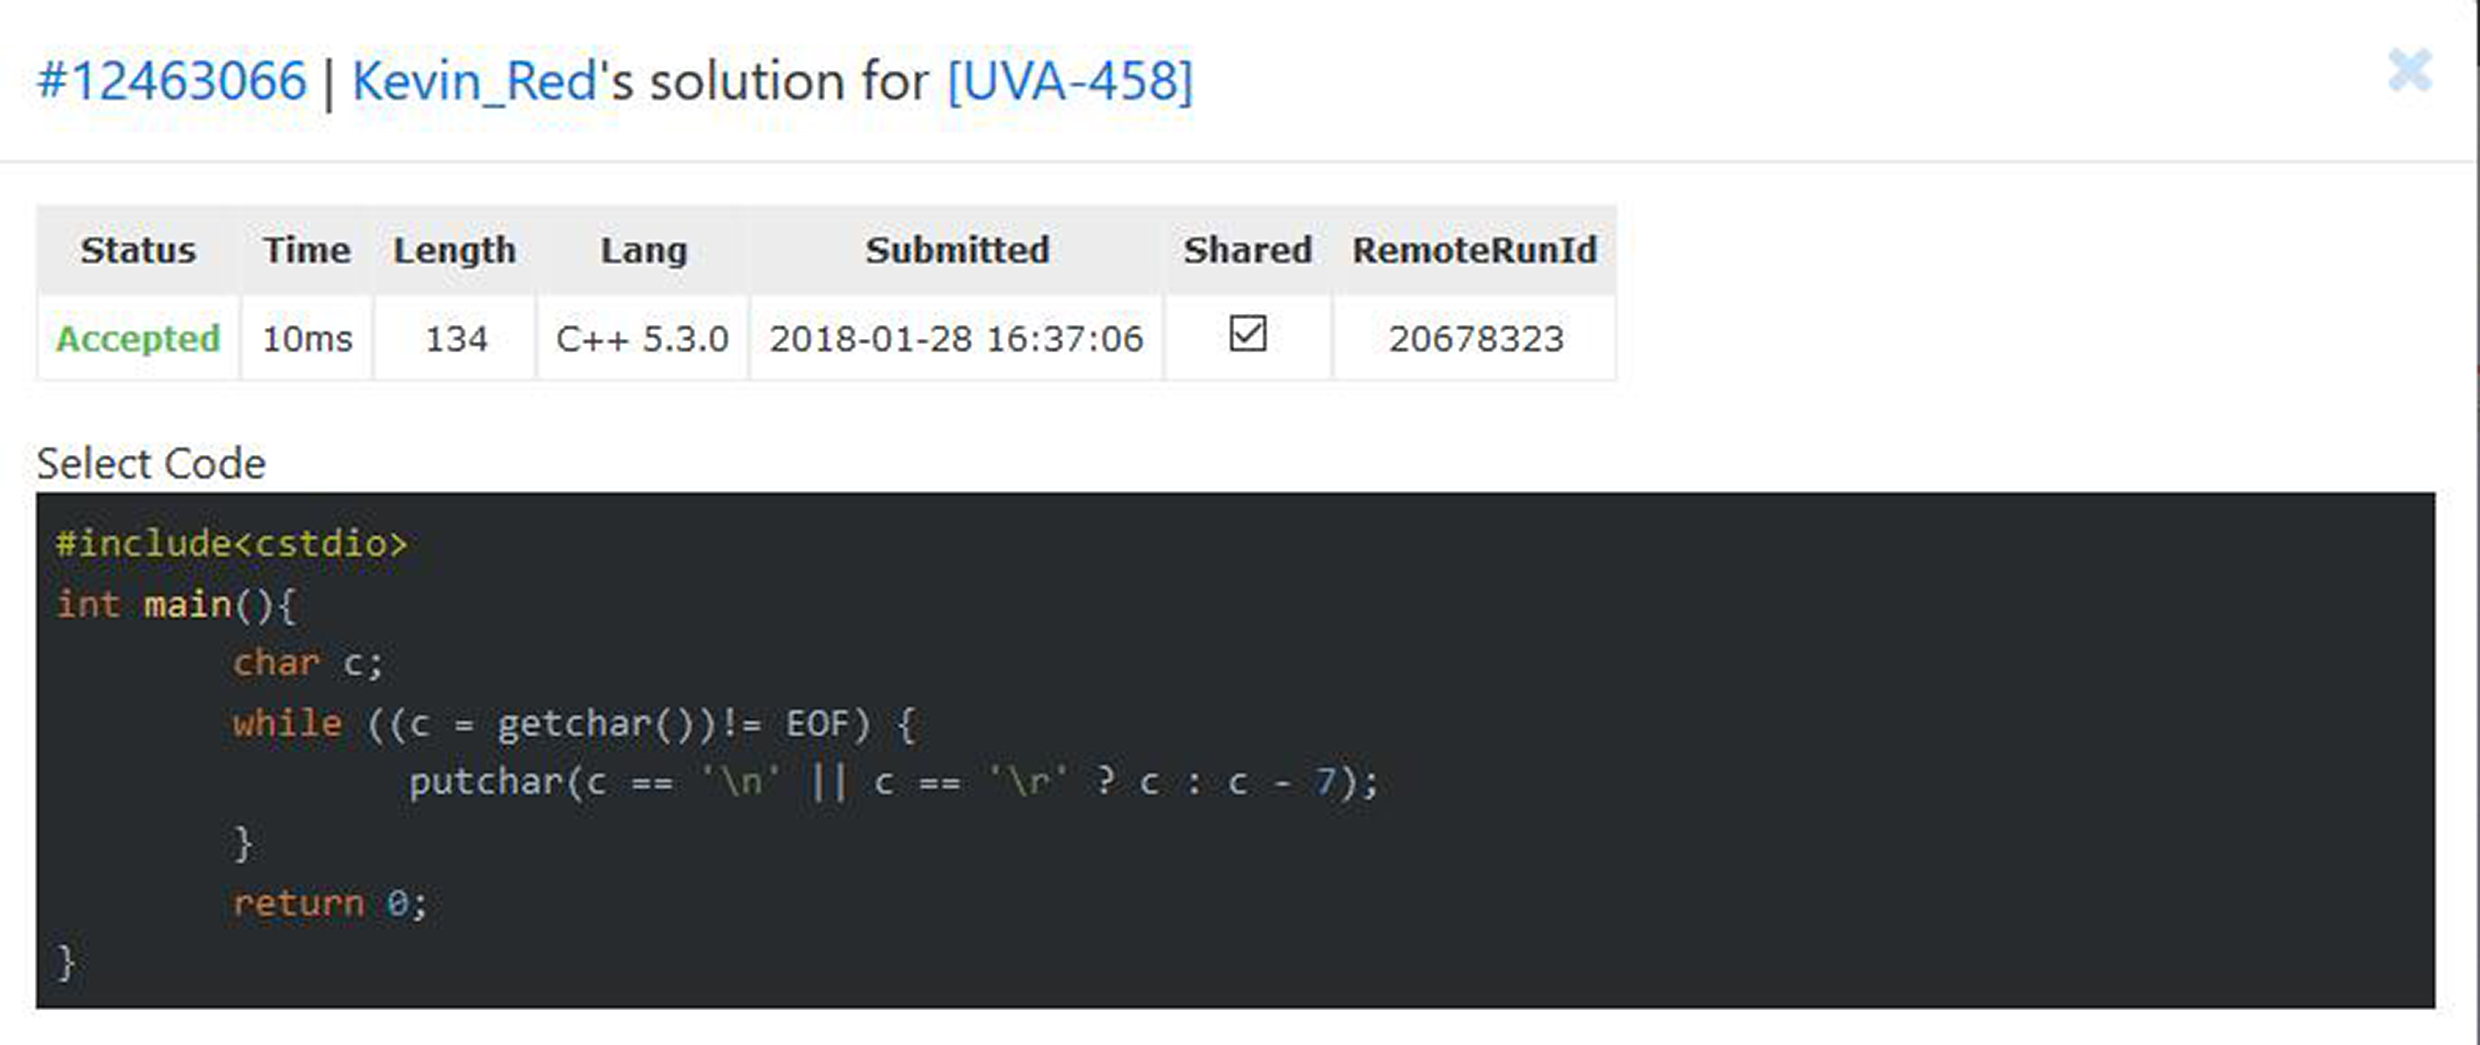 #12463066 | Kevin_Red's solution for [UVA-458]
Status Time Length Lang Submitted Shared RemoteRunId
Accepted 10ms 134 C++ 5.3.0 2018-01-28 16:37:06 20678323
Select Code
#include<cstdio>
int main(){
        char c;
        while ((c = getchar())!= EOF) {
                putchar(c == '\n' || c == '\r' ? c : c - 7);
        }
        return 0;
}